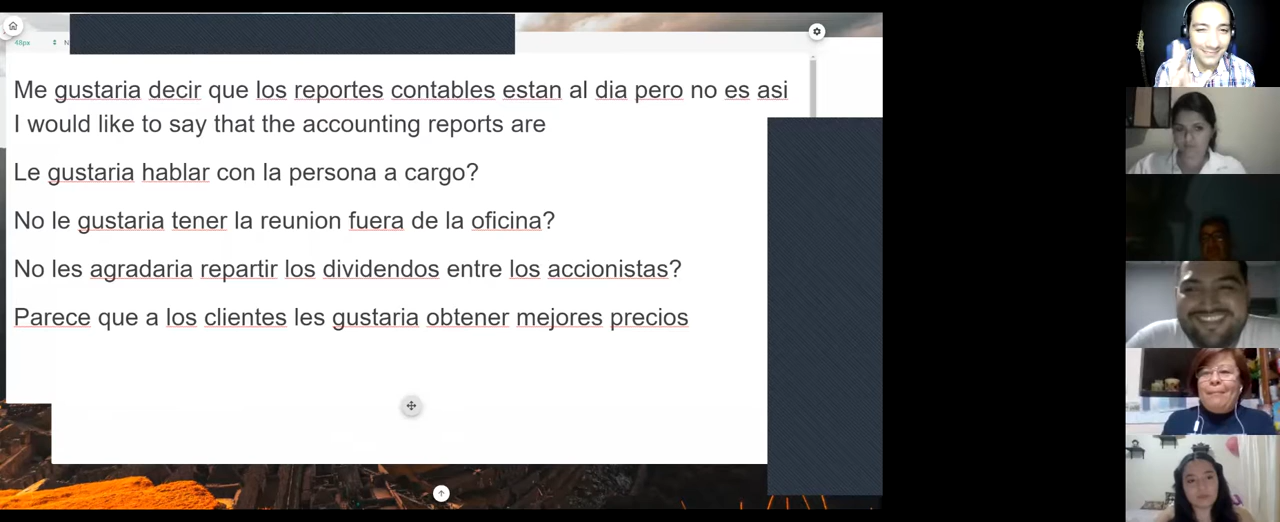 48px
Me gustaria decir que los reportes contables estan al dia pero no es asi
I would like to say that the accounting reports are
Le gustaria hablar con la persona a cargo?
No le gustaria tener la reunion fuera de la oficina?
No les agradaria repartir los dividendos entre los accionistas?
Parece que a los clientes les gustaria obtener mejores precios